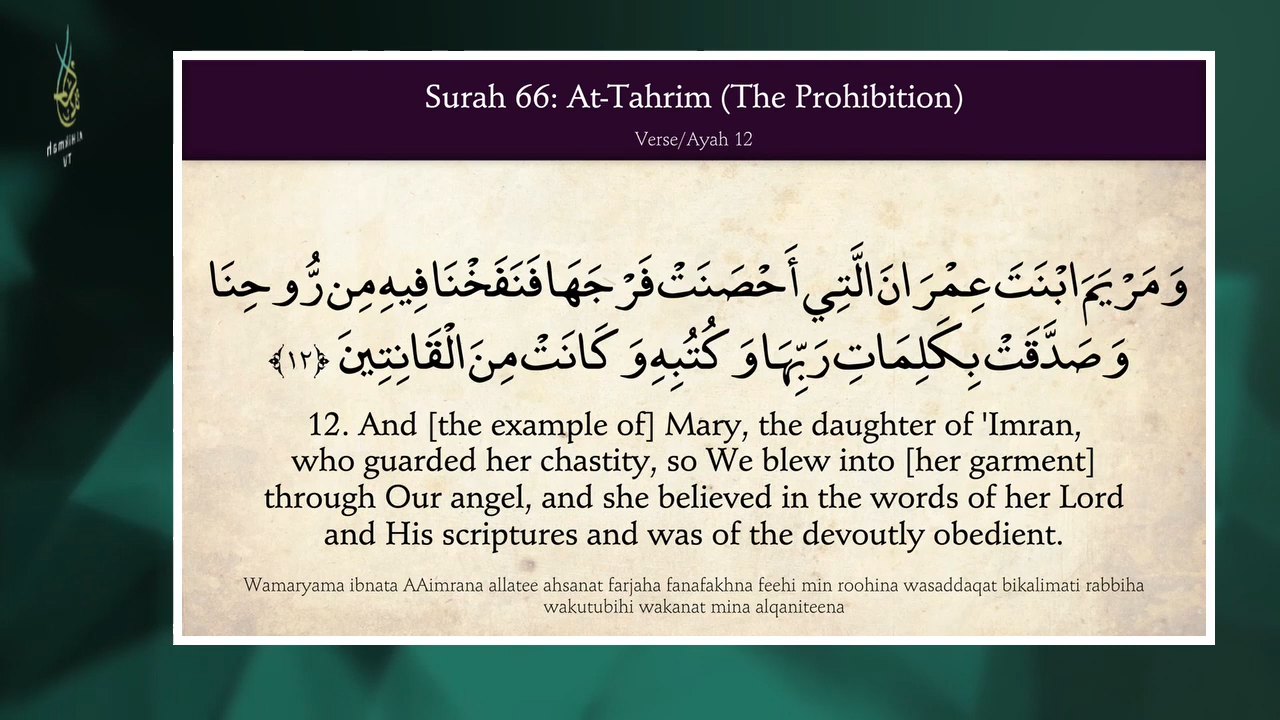 Surah 66: At-Tahrim (The Prohibition)
Verse/Ayah 12
وَمَرْيَمَ ابْنَتَ عِمْرَانَ الَّتِي أَحْصَنَتْ فَرْجَهَا فَنَفَخْنَا فِيهِ مِن رُّوحِنَا
وَصَدَّقَتْ بِكَلِمَاتِ رَبِّهَا وَكُتُبِهِ وَكَانَتْ مِنَ الْقَانِتِينَ ﴿١٢﴾
12. And [the example of] Mary, the daughter of 'Imran,
who guarded her chastity, so We blew into [her garment]
through Our angel, and she believed in the words of her Lord
and His scriptures and was of the devoutly obedient.
Wamaryama ibnata AAimrana allatee ahsanat farjaha fanafakhna feehi min roohina wasaddaqat bikalimati rabbiha
wakutubihi wakanat mina alqaniteena